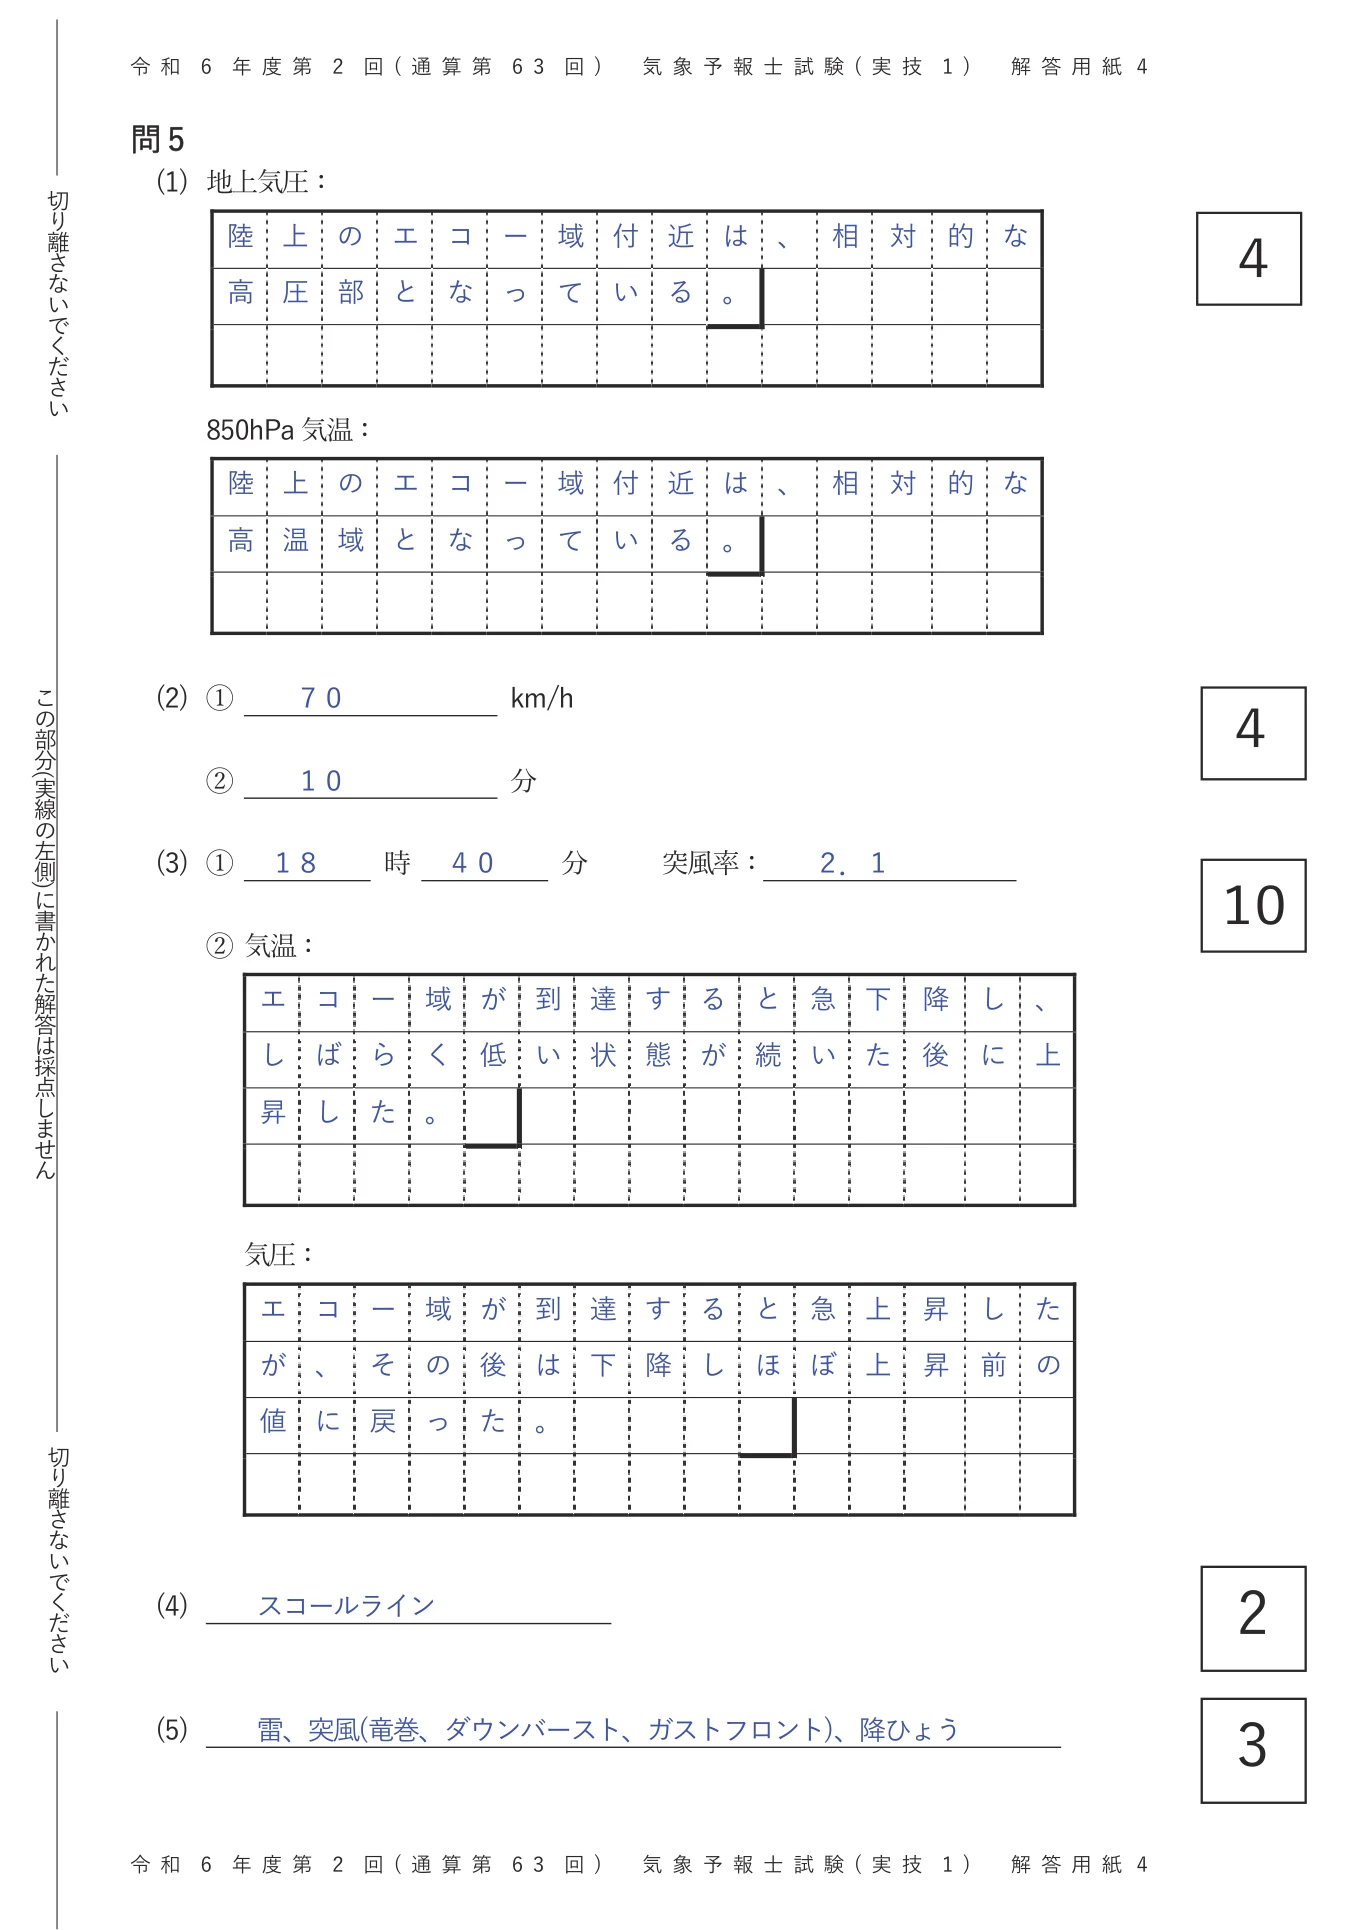 令和6年度第2回(通算第63回) 気象予報士試験(実技1) 解答用紙4
切り離さないでください
この部分(実線の左側)に書かれた解答は採点しません
切り離さないでください
問5
(1) 地上気圧：
陸上のエコー域付近は、相対的な
高圧部となっている。
4
850hPa 気温：
陸上のエコー域付近は、相対的な
高温域となっている。
(2) ① 70 km/h
4
② 10 分
(3) ① 18 時 40 分 突風率： 2．1
10
② 気温：
エコー域が到達すると急下降し、
しばらく低い状態が続いた後に上
昇した。
気圧：
エコー域が到達すると急上昇した
が、その後は下降しほぼ上昇前の
値に戻った。
(4) スコールライン
2
(5) 雷、突風(竜巻、ダウンバースト、ガストフロント)、降ひょう
3
令和6年度第2回(通算第63回) 気象予報士試験(実技1) 解答用紙4